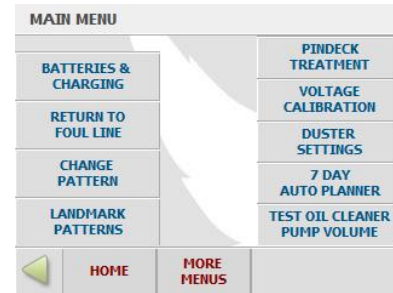 MAIN MENU
BATTERIES &
CHARGING
RETURN TO
FOUL LINE
CHANGE
PATTERN
LANDMARK
PATTERNS
PINDECK
TREATMENT
VOLTAGE
CALIBRATION
DUSTER
SETTINGS
7 DAY
AUTO PLANNER
TEST OIL CLEANER
PUMP VOLUME
HOME
MORE
MENUS